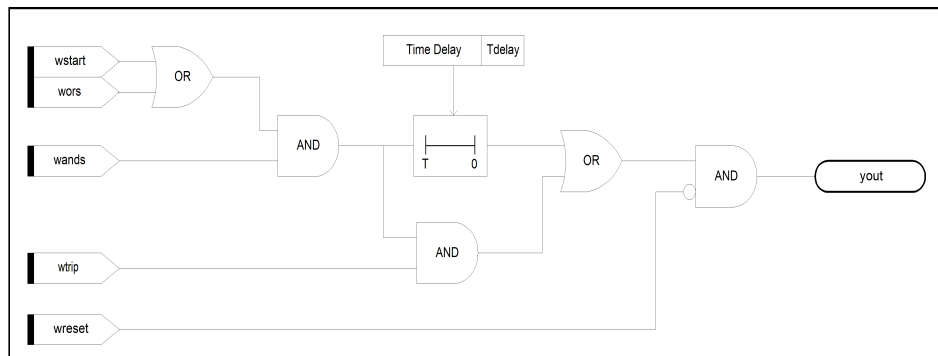 Time Delay Tdelay
wstart
OR
wors
AND
wands
T 0
OR
AND
yout
AND
wtrip
wreset